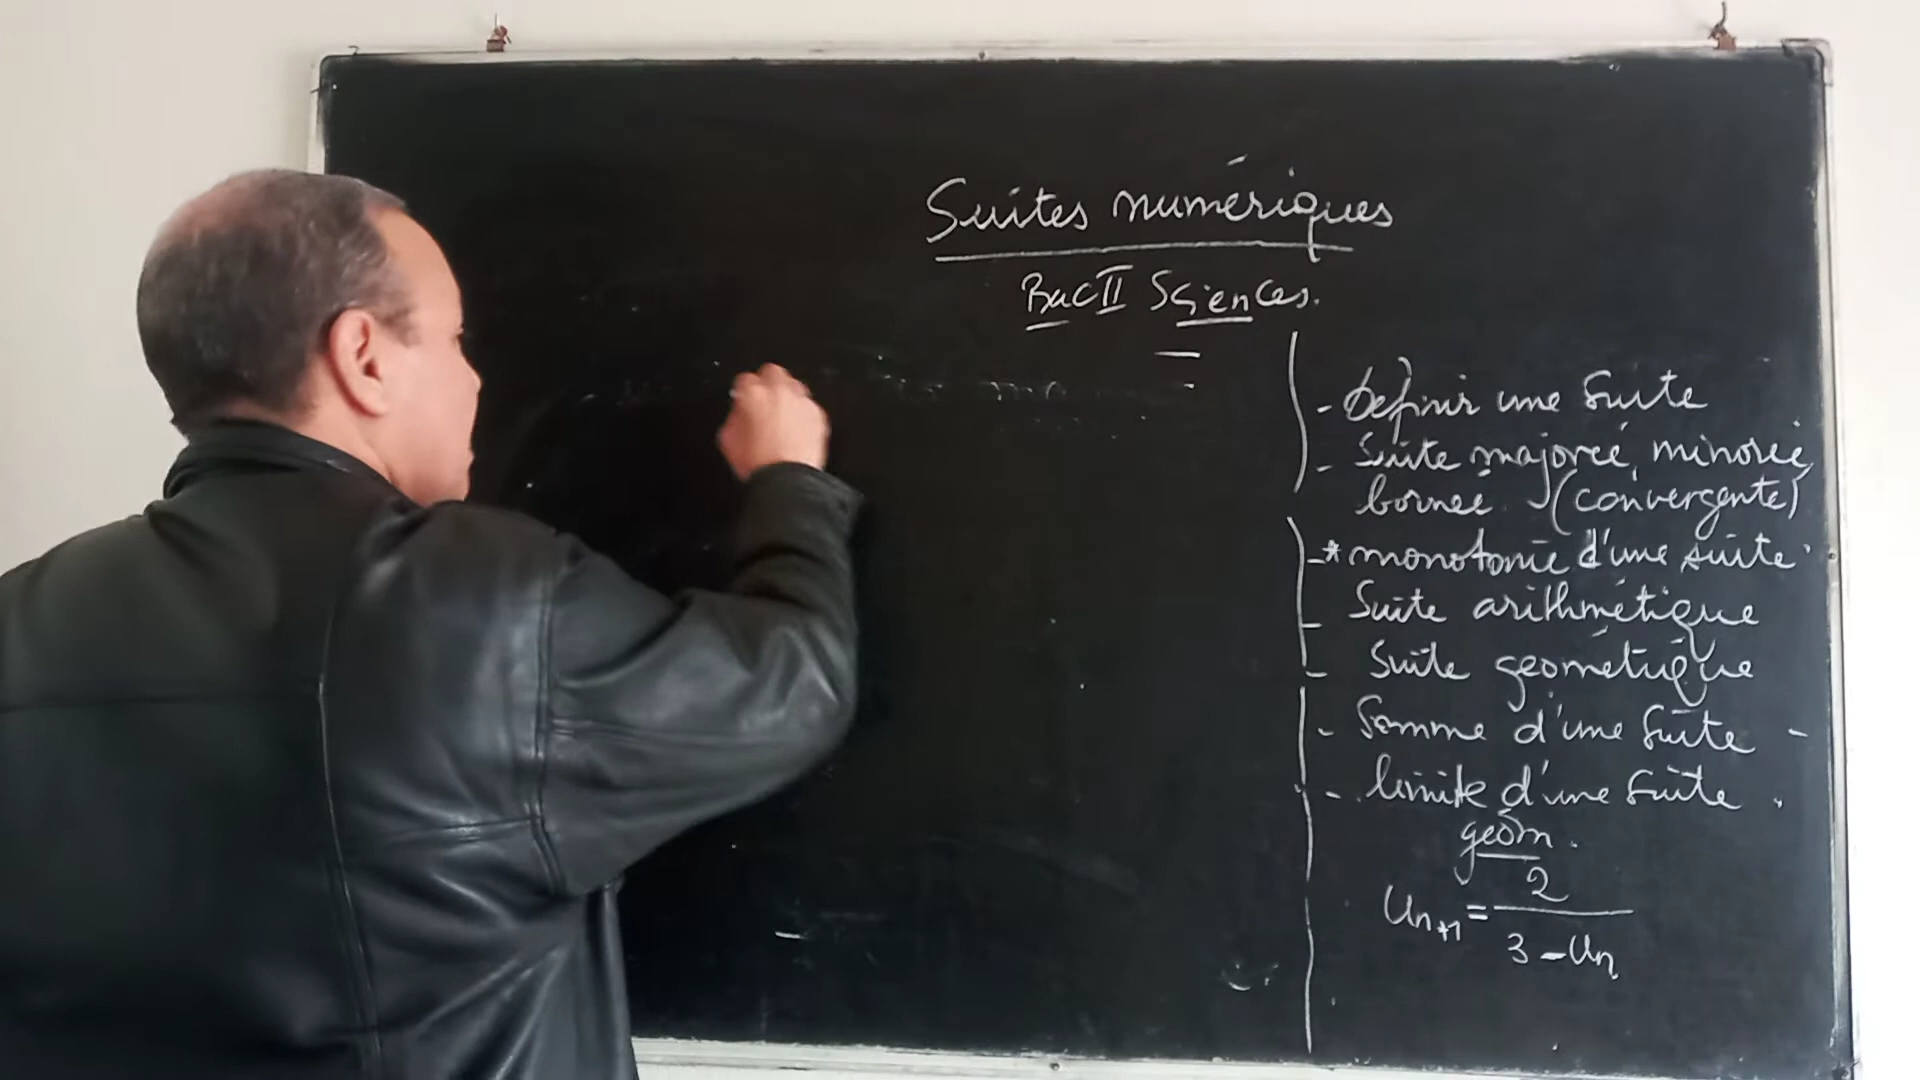 Suites numériques
Bac II Sciences.
- Définir une suite
- Suite majorée, minorée,
bornée (convergente)
-* monotonie d'une suite
- Suite arithmétique
- Suite géométrique
- Somme d'une suite -
- limite d'une suite .
géom.
Un+1 = 2 / (3 - Un)